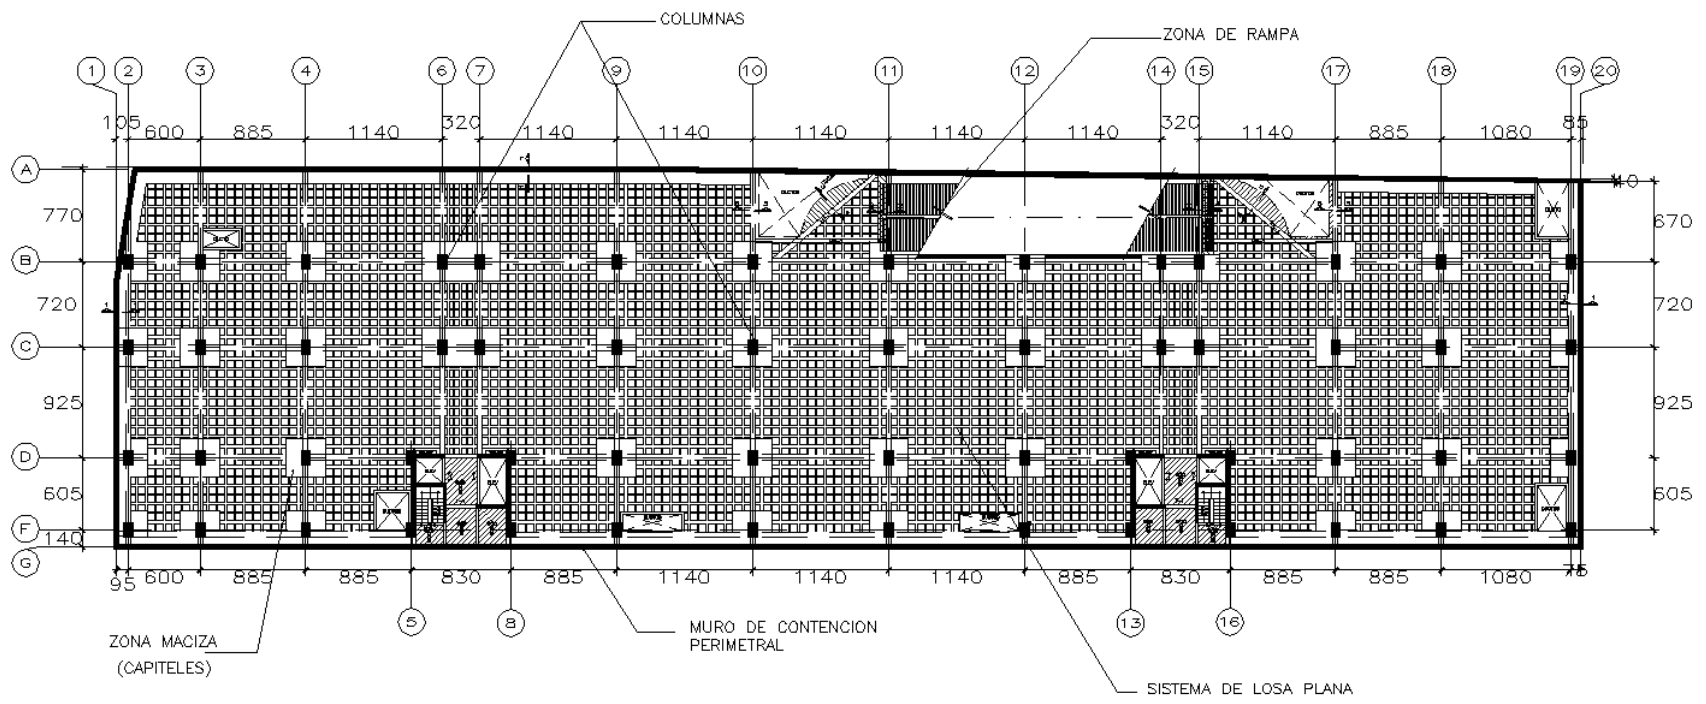 COLUMNAS
ZONA DE RAMPA
1 2 3 4 6 7 9 10 11 12 14 15 17 18 19 20
105 600 885 1140 320 1140 1140 1140 1140 1140 320 1140 885 1080 85
A
770
670
B
720
720
C
925
925
D
605
605
F
140
G
95 600 885 885 830 885 1140 1140 1140 885 830 885 885 1080 75
5 8 13 16
ZONA MACIZA
(CAPITELES)
MURO DE CONTENCION
PERIMETRAL
SISTEMA DE LOSA PLANA